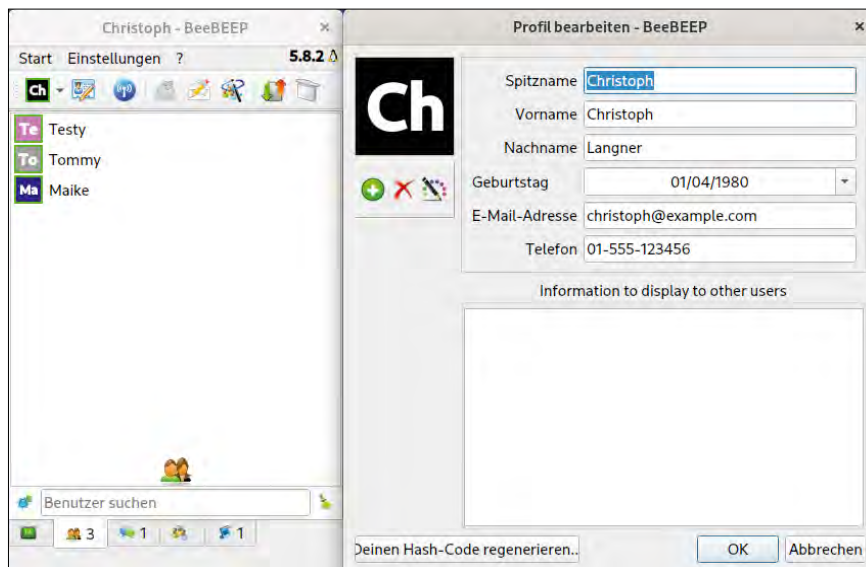 Christoph - BeeBEEP ×
Start Einstellungen ? 5.8.2
Ch
Te Testy
To Tommy
Ma Maike
Benutzer suchen
3 1 1
Profil bearbeiten - BeeBEEP ×
Ch
Spitzname Christoph
Vorname Christoph
Nachname Langner
Geburtstag 01/04/1980
E-Mail-Adresse christoph@example.com
Telefon 01-555-123456
Information to display to other users
Deinen Hash-Code regenerieren.. OK Abbrechen